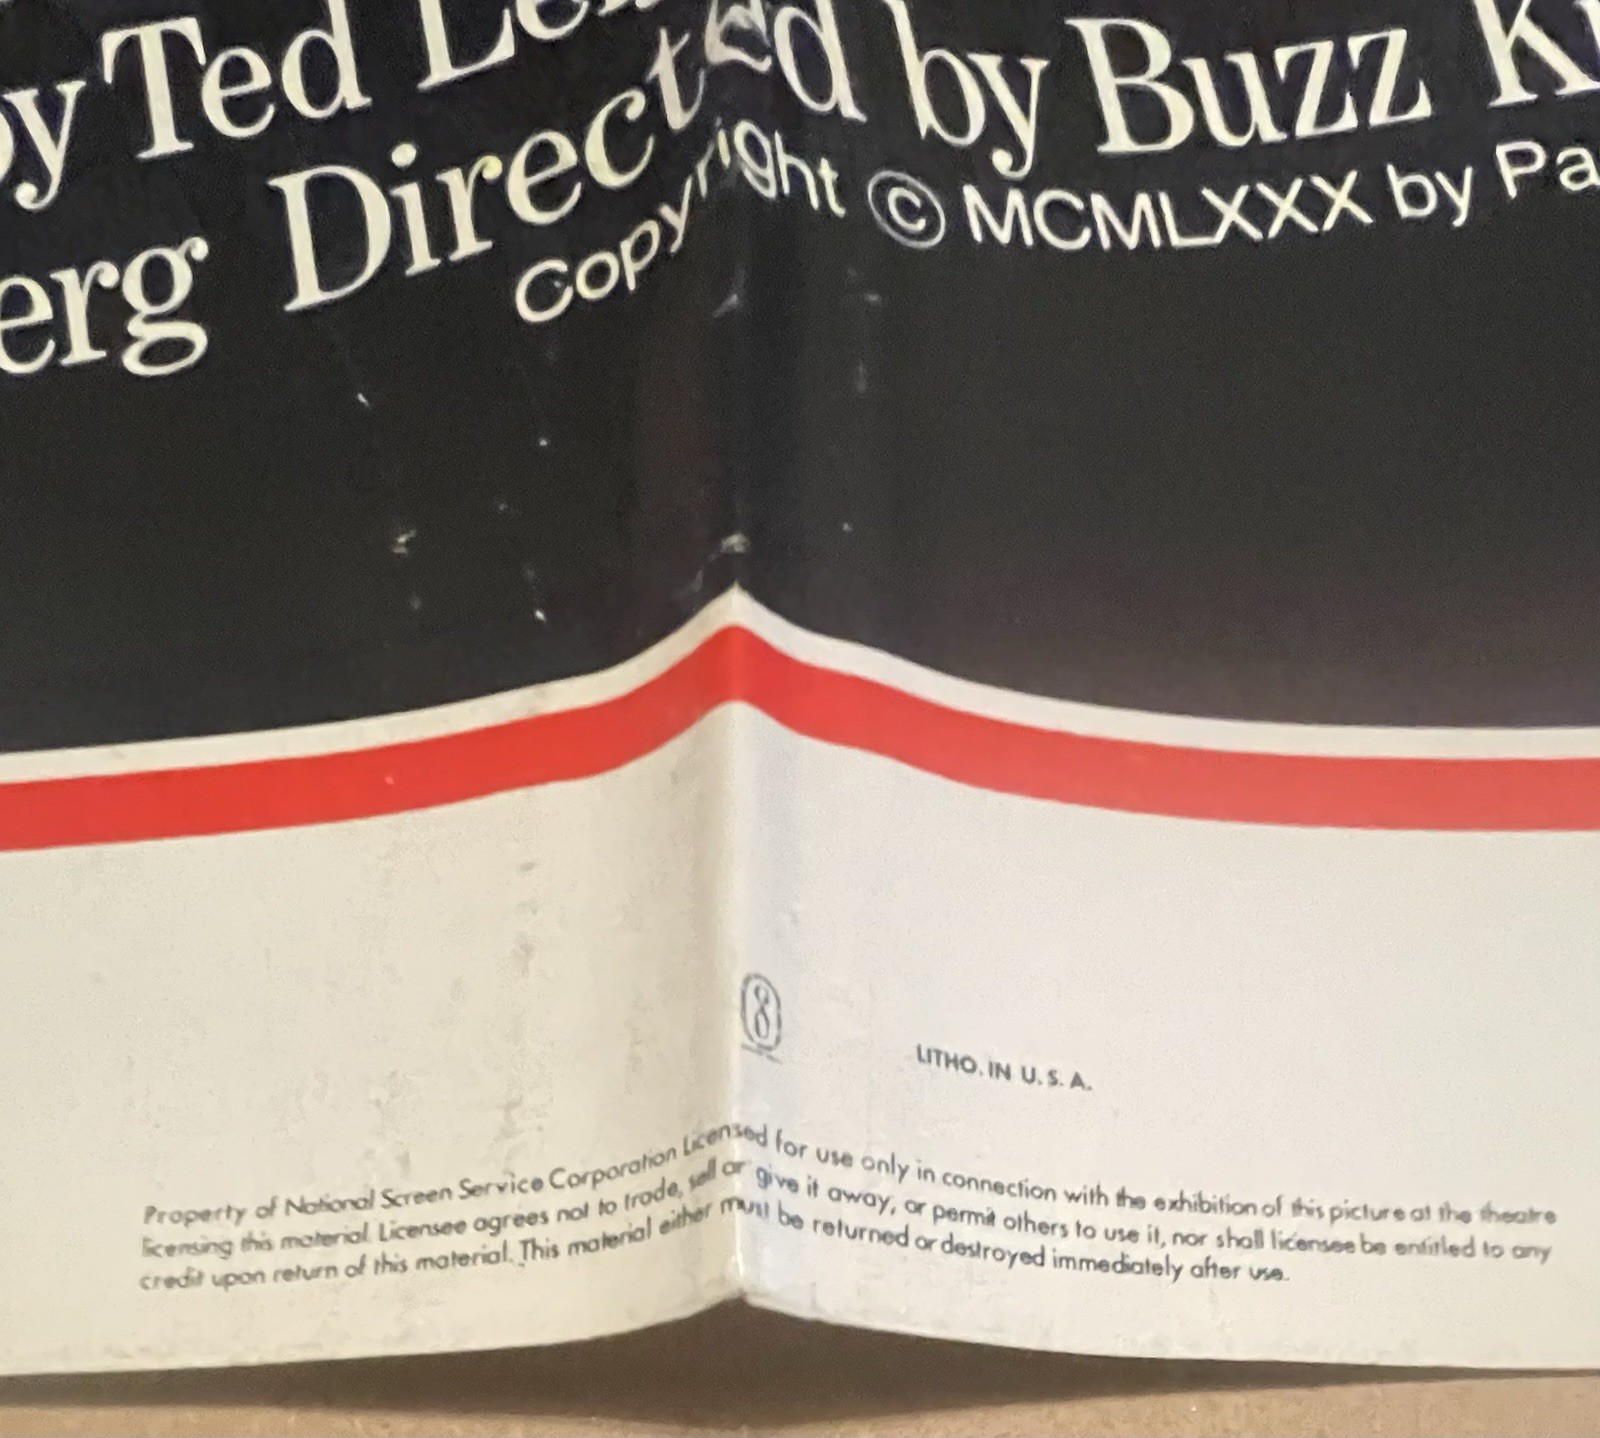 by Ted
erg Directed by Buzz
Copyright © MCMLXXX by Pa
LITHO. IN U. S. A.
Property of National Screen Service Corporation Licensed for use only in connection with the exhibition of this picture at the theatre
licensing this material. Licensee agrees not to trade, sell or give it away, or permit others to use it, nor shall licensee be entitled to any
credit upon return of this material. This material either must be returned or destroyed immediately after use.